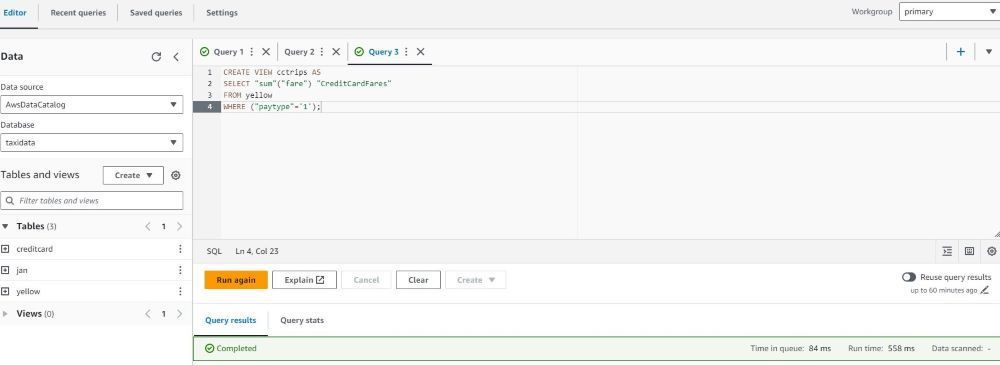 Editor Recent queries Saved queries Settings Workgroup primary
Data
Query 1 Query 2 Query 3
Data source
AwsDataCatalog
Database
taxidata
Tables and views Create
Filter tables and views
Tables (3) 1
creditcard
jan
yellow
Views (0) 1
1 CREATE VIEW cctrips AS
2 SELECT "sum"("fare") "CreditCardFares"
3 FROM yellow
4 WHERE ("paytype"='1');
SQL Ln 4, Col 23
Run again Explain Cancel Clear Create
Reuse query results
up to 60 minutes ago
Query results Query stats
Completed Time in queue: 84 ms Run time: 558 ms Data scanned: -